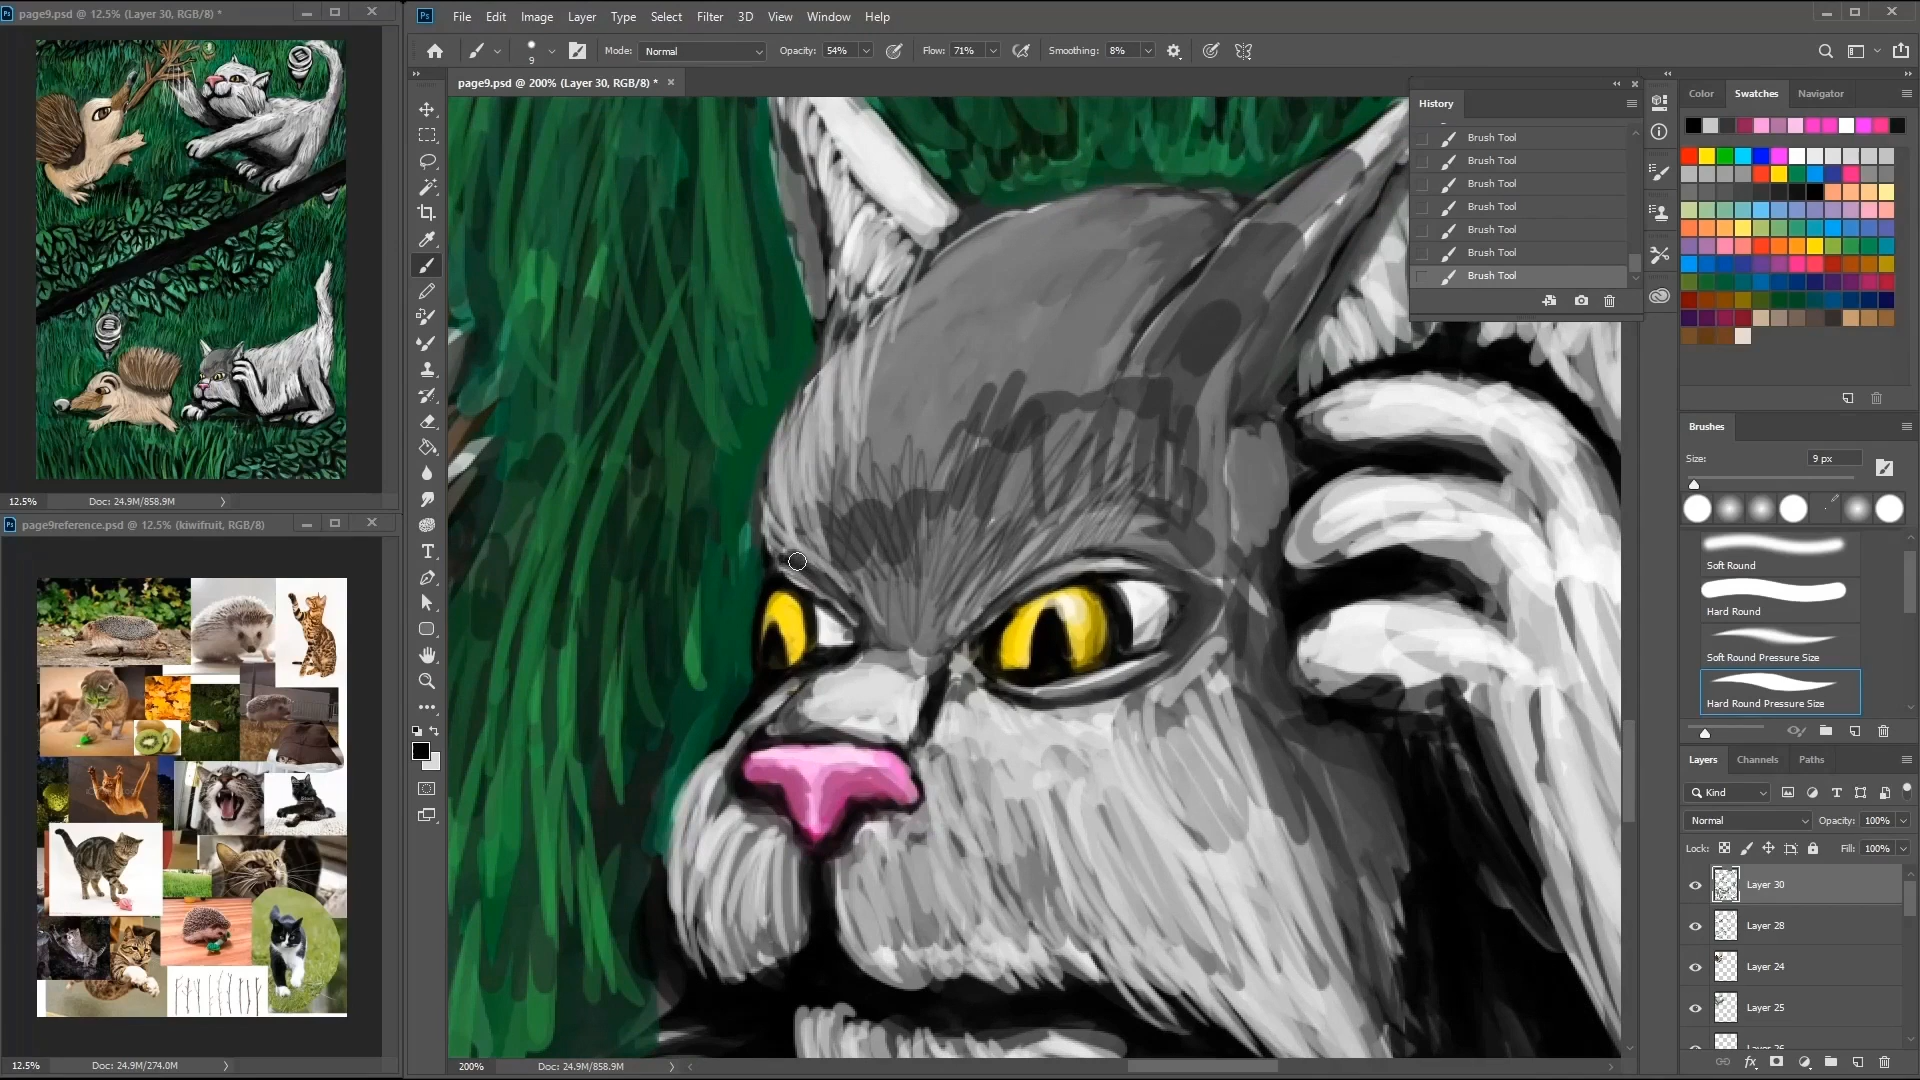 page9.psd @ 12.5% (Layer 30, RGB/8) *
12.5%
Doc: 24.9M/858.9M
page9reference.psd @ 12.5% (kiwifruit, RGB/8)
12.5%
Doc: 24.9M/274.0M
Ps
File Edit Image Layer Type Select Filter 3D View Window Help
9
Mode: Normal
Opacity: 54%
Flow: 71%
Smoothing: 8%
page9.psd @ 200% (Layer 30, RGB/8) *
History
Brush Tool
Brush Tool
Brush Tool
Brush Tool
Brush Tool
Brush Tool
Brush Tool
200%
Doc: 24.9M/858.9M
Color Swatches Navigator
Brushes
Size:
9 px
Soft Round
Hard Round
Soft Round Pressure Size
Hard Round Pressure Size
Layers Channels Paths
Kind
Normal
Opacity: 100%
Lock:
Fill: 100%
Layer 30
Layer 28
Layer 24
Layer 25